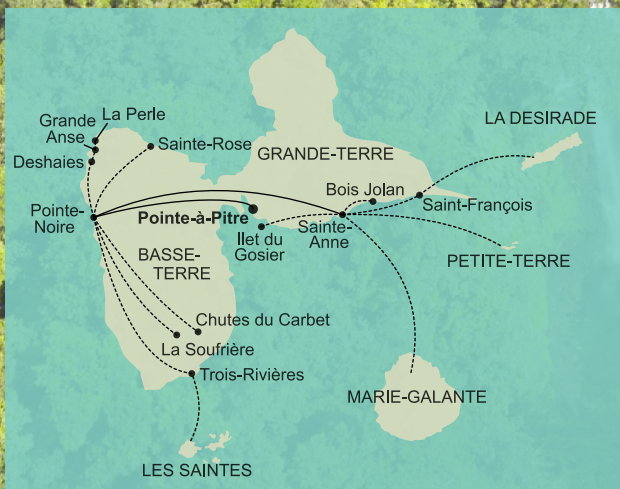 La Perle
Grande
Anse
Deshaies
Sainte-Rose
GRANDE-TERRE
LA DESIRADE
Bois Jolan
Saint-François
Pointe-
Noire
Pointe-à-Pitre
Ilet du
Gosier
Sainte-
Anne
BASSE-
TERRE
PETITE-TERRE
Chutes du Carbet
La Soufrière
Trois-Rivières
MARIE-GALANTE
LES SAINTES